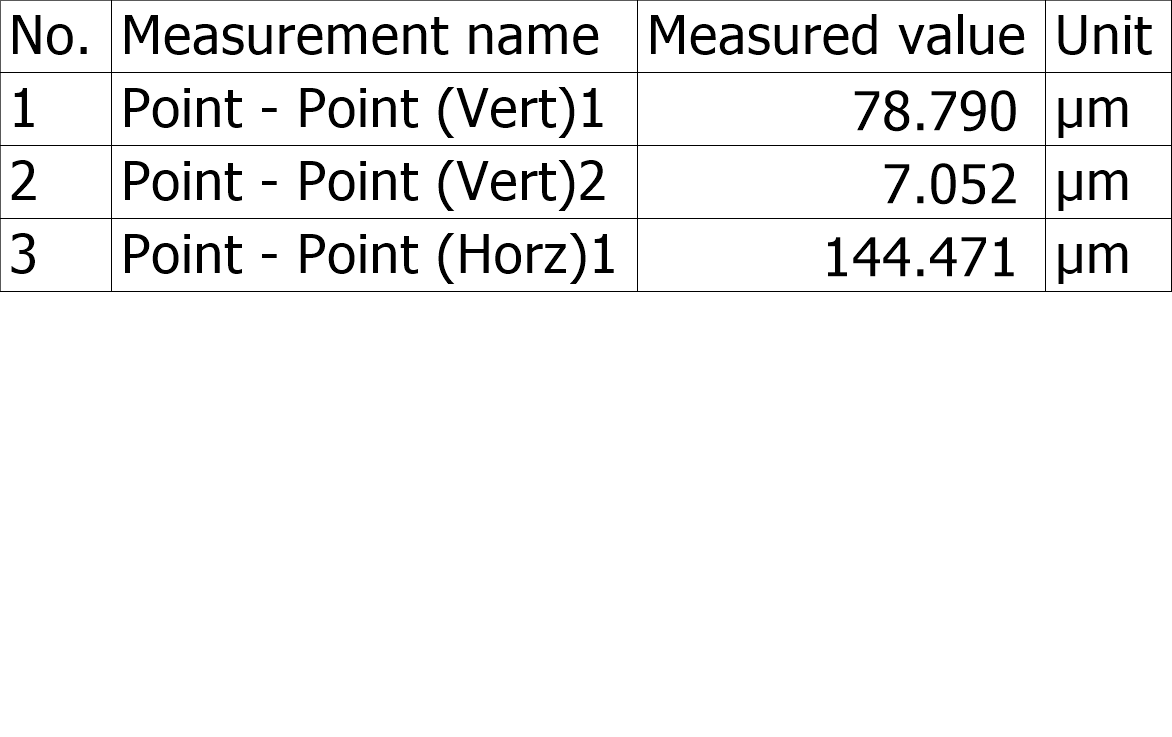 No. Measurement name Measured value Unit
1 Point - Point (Vert)1 78.790 µm
2 Point - Point (Vert)2 7.052 µm
3 Point - Point (Horz)1 144.471 µm